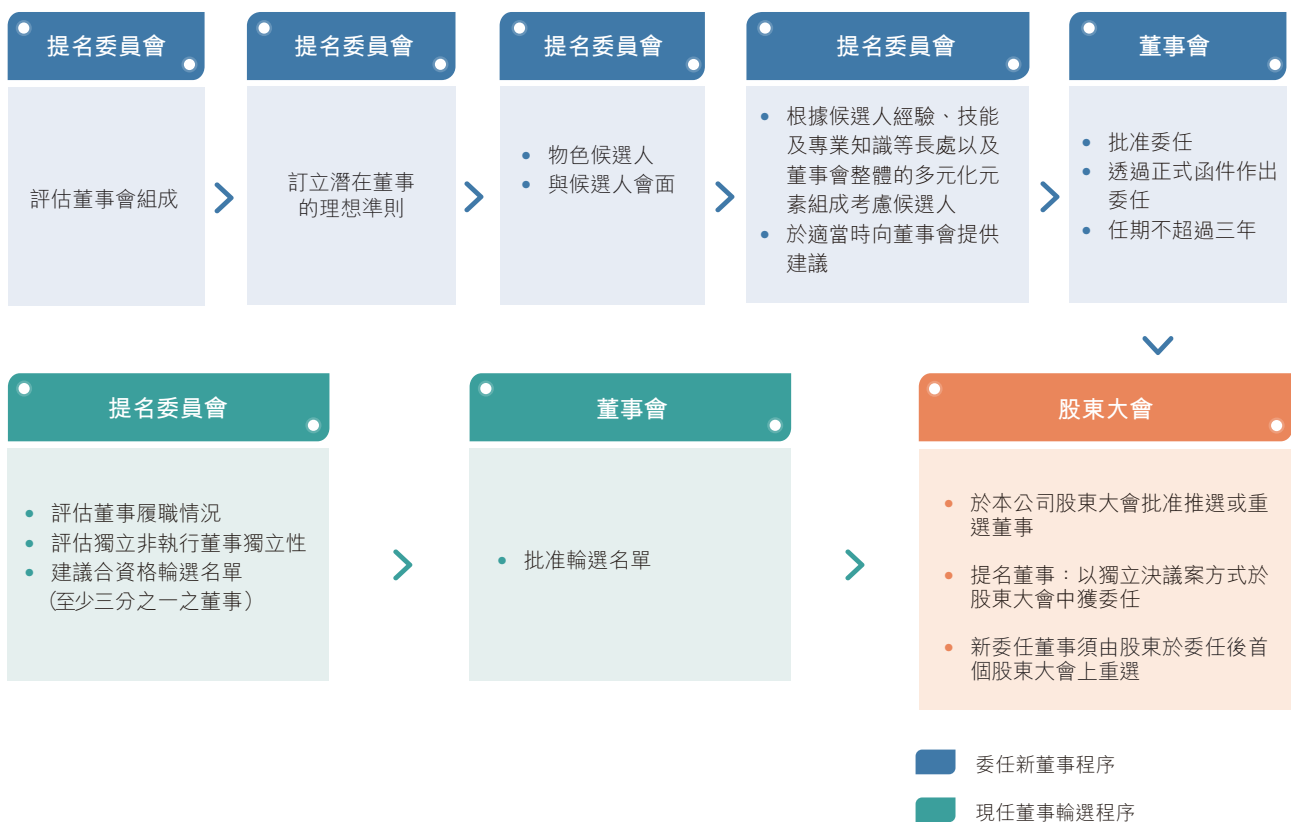 提名委員會
評估董事會組成
提名委員會
訂立潛在董事
的理想準則
提名委員會
• 物色候選人
• 與候選人會面
提名委員會
• 根據候選人經驗、技能
及專業知識等長處以及
董事會整體的多元化元
素組成考慮候選人
• 於適當時向董事會提供
建議
董事會
• 批准委任
• 透過正式函件作出
委任
• 任期不超過三年
提名委員會
• 評估董事履職情況
• 評估獨立非執行董事獨立性
• 建議合資格輪選名單
(至少三分之一之董事)
董事會
• 批准輪選名單
股東大會
• 於本公司股東大會批准推選或重
選董事
• 提名董事：以獨立決議案方式於
股東大會中獲委任
• 新委任董事須由股東於委任後首
個股東大會上重選
委任新董事程序
現任董事輪選程序